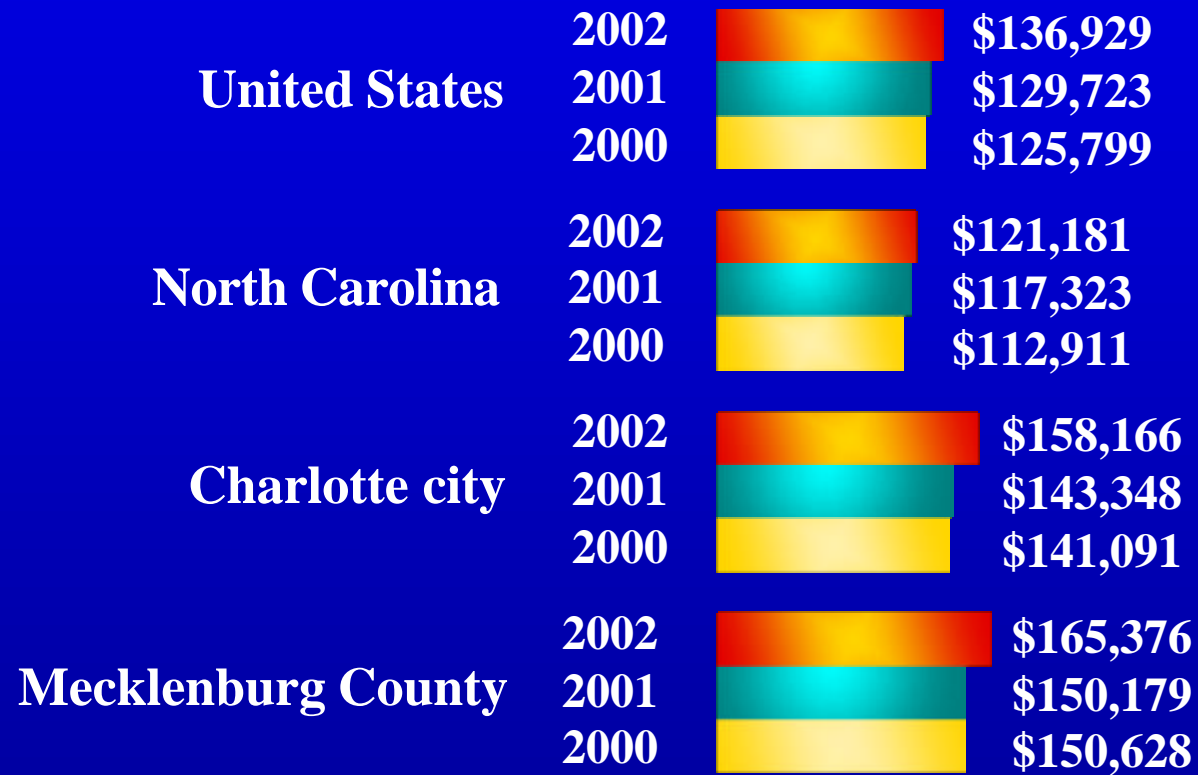 2002 $136,929
United States 2001 $129,723
2000 $125,799
2002 $121,181
North Carolina 2001 $117,323
2000 $112,911
2002 $158,166
Charlotte city 2001 $143,348
2000 $141,091
2002 $165,376
Mecklenburg County 2001 $150,179
2000 $150,628